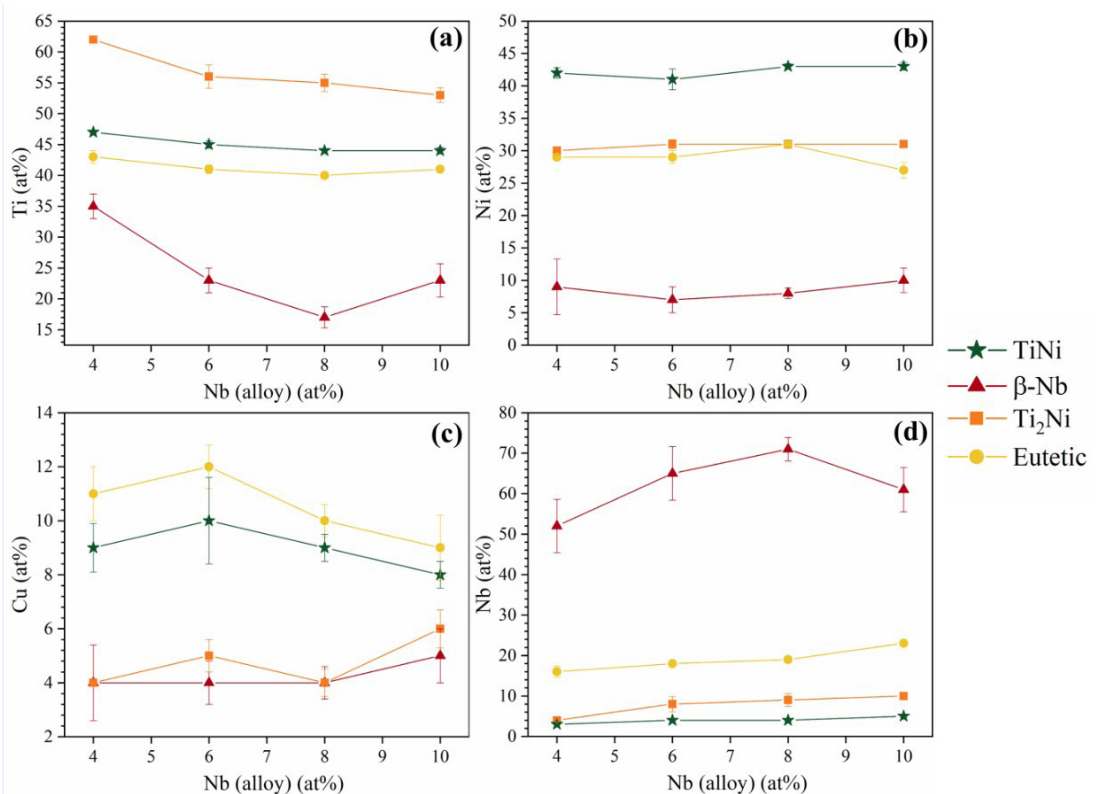 (a)
65
60
55
50
45
40
35
30
25
20
15
Ti (at%)
4 5 6 7 8 9 10
Nb (alloy) (at%)
(b)
50
45
40
35
30
25
20
15
10
5
0
Ni (at%)
4 5 6 7 8 9 10
Nb (alloy) (at%)
(c)
14
12
10
8
6
4
2
Cu (at%)
4 5 6 7 8 9 10
Nb (alloy) (at%)
(d)
80
70
60
50
40
30
20
10
0
Nb (at%)
4 5 6 7 8 9 10
Nb (alloy) (at%)
TiNi
β-Nb
Ti₂Ni
Eutetic